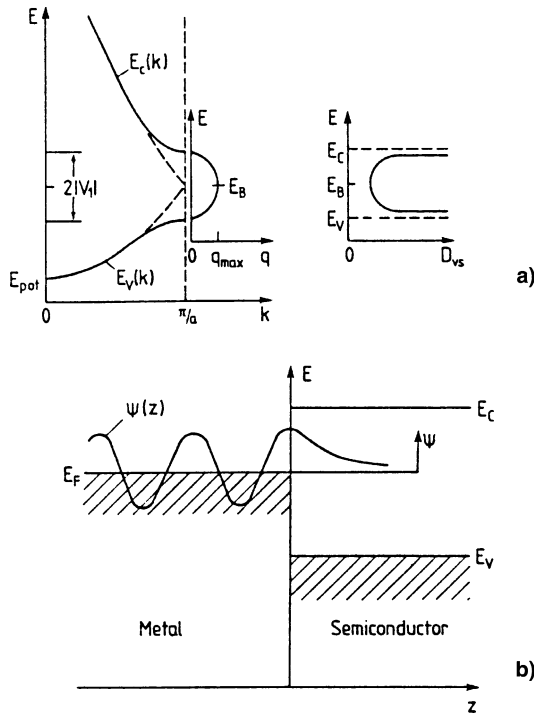 E
E_c(k)
E
E
E_C
2|V_1|
E_B
E_B
E_V
E_pot
E_V(k)
0
q_max
q
0
D_vs
a)
0
π/a
k
E
ψ(z)
E_C
ψ
E_F
E_V
Metal
Semiconductor
b)
z